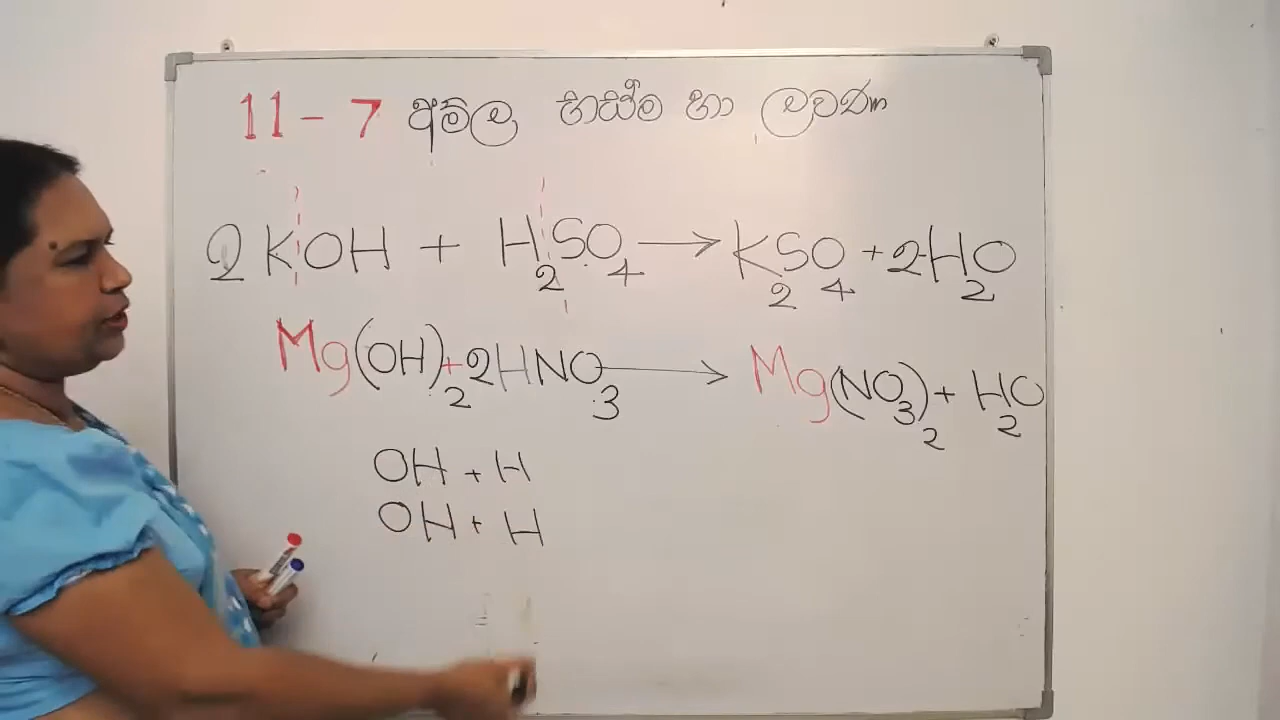 11 - 7 අම්ල භස්ම හා ලවණ
2 KOH + H₂SO₄ → K₂SO₄ + 2H₂O
Mg(OH)₂ + 2HNO₃ → Mg(NO₃)₂ + H₂O
OH + H
OH + H